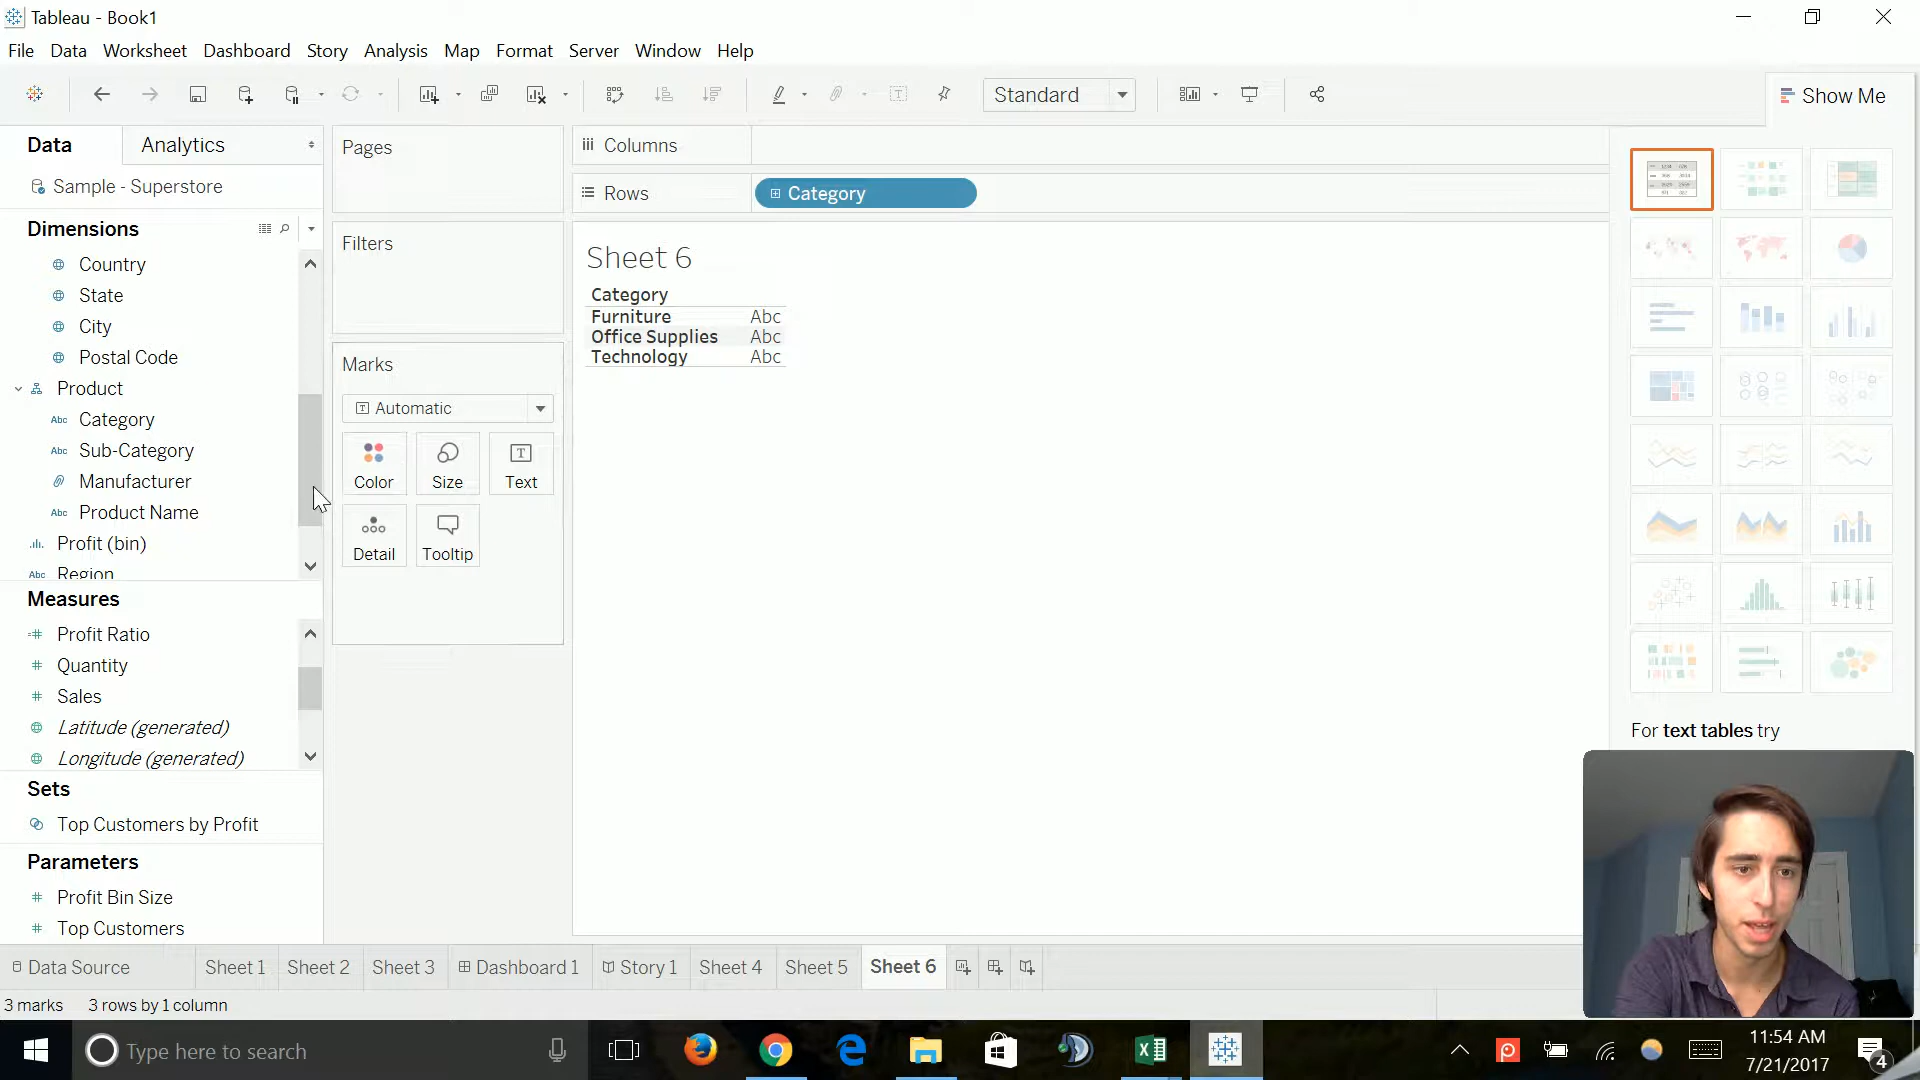 Tableau - Book1
File Data Worksheet Dashboard Story Analysis Map Format Server Window Help
Standard
Show Me
Data
Analytics
Sample - Superstore
Dimensions
Country
State
City
Postal Code
Product
Abc Category
Abc Sub-Category
Manufacturer
Abc Product Name
Profit (bin)
Abc Region
Measures
Profit Ratio
Quantity
Sales
Latitude (generated)
Longitude (generated)
Sets
Top Customers by Profit
Parameters
Profit Bin Size
Top Customers
Pages
Filters
Marks
Automatic
Color Size Text
Detail Tooltip
Columns
Rows
Category
Sheet 6
Category
Furniture Abc
Office Supplies Abc
Technology Abc
For text tables try
Data Source Sheet 1 Sheet 2 Sheet 3 Dashboard 1 Story 1 Sheet 4 Sheet 5 Sheet 6
3 marks 3 rows by 1 column
Type here to search
11:54 AM
7/21/2017
4